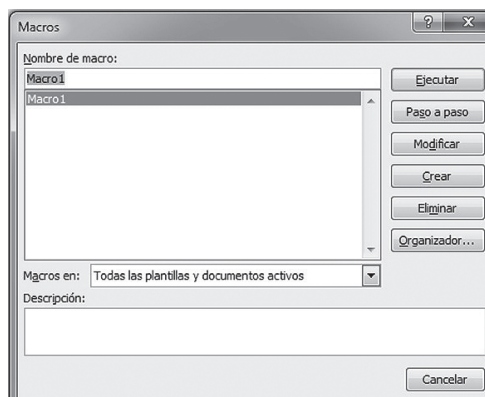 Macros
?
X
Nombre de macro:
Macro1
Macro1
Ejecutar
Paso a paso
Modificar
Crear
Eliminar
Organizador...
Macros en: Todas las plantillas y documentos activos
Descripción:
Cancelar